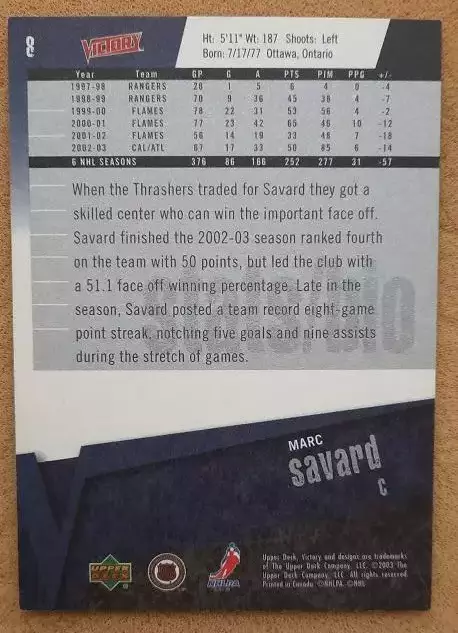 8
VICTORY
Ht: 5'11" Wt: 187 Shoots: Left
Born: 7/17/77 Ottawa, Ontario
Year Team GP G A PTS PIM PPG +/-
1997-98 RANGERS 28 1 5 6 4 0 -4
1998-99 RANGERS 70 9 36 45 38 4 -7
1999-00 FLAMES 78 22 31 53 56 4 -2
2000-01 FLAMES 77 23 42 65 46 10 -12
2001-02 FLAMES 56 14 19 33 48 7 -18
2002-03 CAL/ATL 67 17 33 50 85 6 -14
6 NHL SEASONS 376 86 166 252 277 31 -57
When the Thrashers traded for Savard they got a
skilled center who can win the important face off.
Savard finished the 2002-03 season ranked fourth
on the team with 50 points, but led the club with
a 51.1 face off winning percentage. Late in the
season, Savard posted a team record eight-game
point streak, notching five goals and nine assists
during the stretch of games.
stats/bio
MARC
savard
C
UPPER
DECK
NHL
NHLPA
Upper Deck, Victory and designs are trademarks
of The Upper Deck Company, LLC. ©2003 The
Upper Deck Company, LLC. All rights reserved.
Printed in Canada. ©NHLPA. ©NHL